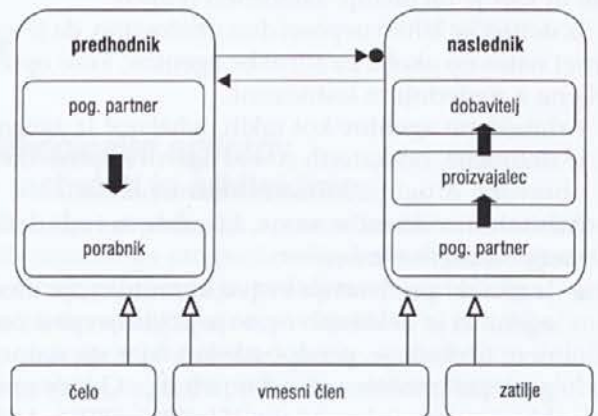 predhodnik
pog. partner
porabnik
naslednik
dobavitelj
proizvajalec
pog. partner
čelo
vmesni člen
zatilje